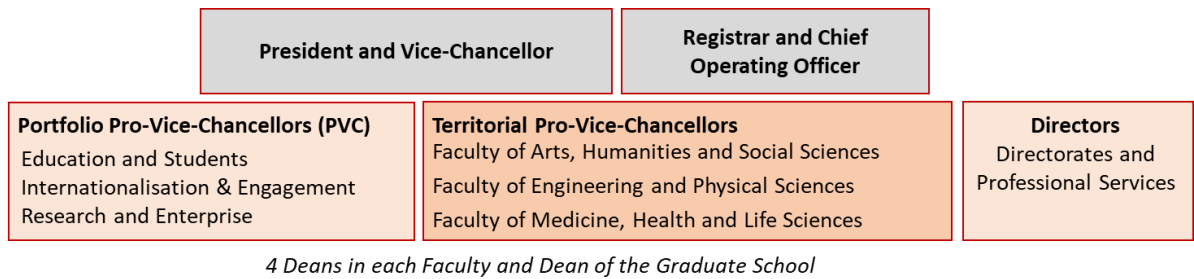 President and Vice-Chancellor
Registrar and Chief
Operating Officer
Portfolio Pro-Vice-Chancellors (PVC)
Education and Students
Internationalisation & Engagement
Research and Enterprise
Territorial Pro-Vice-Chancellors
Faculty of Arts, Humanities and Social Sciences
Faculty of Engineering and Physical Sciences
Faculty of Medicine, Health and Life Sciences
Directors
Directorates and
Professional Services
4 Deans in each Faculty and Dean of the Graduate School